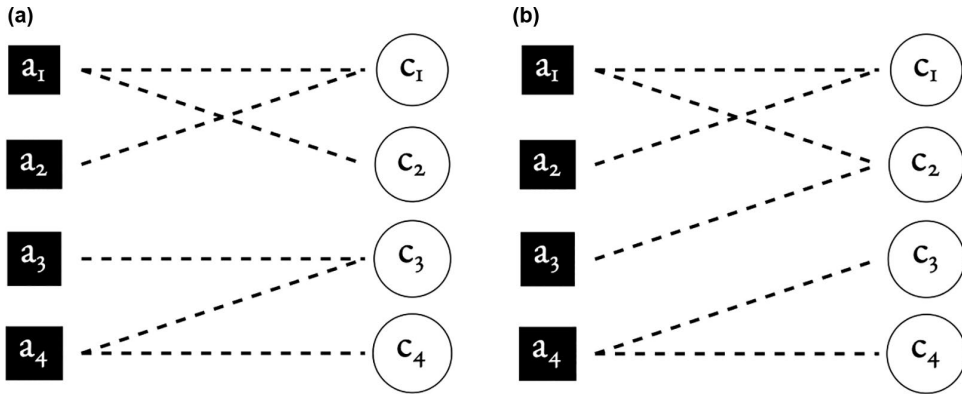 (a)
(b)
a₁
c₁
a₁
c₁
a₂
c₂
a₂
c₂
a₃
c₃
a₃
c₃
a₄
c₄
a₄
c₄